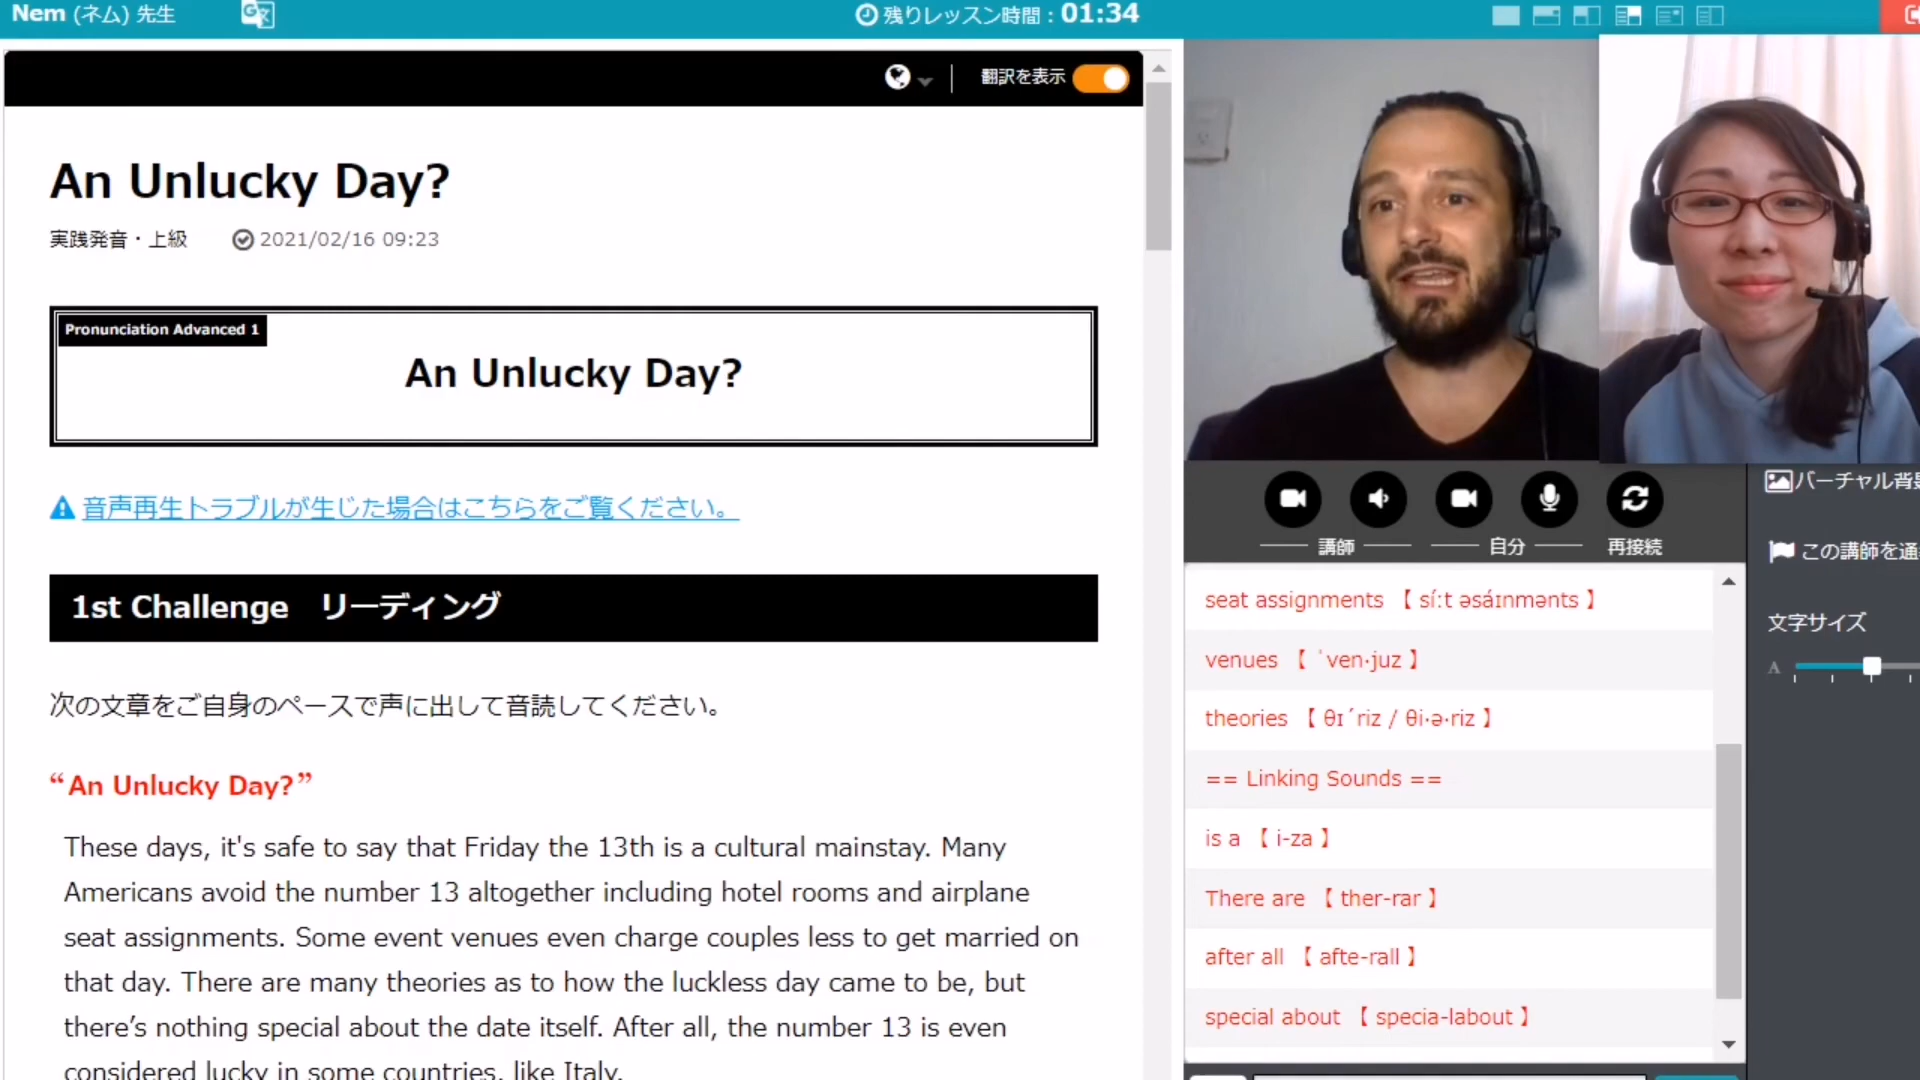 Nem (ネム) 先生
残りレッスン時間 : 01:34
翻訳を表示
An Unlucky Day?
実践発音・上級 2021/02/16 09:23
Pronunciation Advanced 1
An Unlucky Day?
音声再生トラブルが生じた場合はこちらをご覧ください。
1st Challenge リーディング
次の文章をご自身のペースで声に出して音読してください。
“An Unlucky Day?”
These days, it's safe to say that Friday the 13th is a cultural mainstay. Many
Americans avoid the number 13 altogether including hotel rooms and airplane
seat assignments. Some event venues even charge couples less to get married on
that day. There are many theories as to how the luckless day came to be, but
there’s nothing special about the date itself. After all, the number 13 is even
considered lucky in some countries, like Italy.
講師 自分 再接続
seat assignments 【 síːt əsáɪnmənts 】
venues 【 ˈven·juz 】
theories 【 θɪˊriz / θi·ə·riz 】
== Linking Sounds ==
is a 【 i-za 】
There are 【 ther-rar 】
after all 【 afte-rall 】
special about 【 specia-labout 】
バーチャル背景
この講師を通
文字サイズ
A